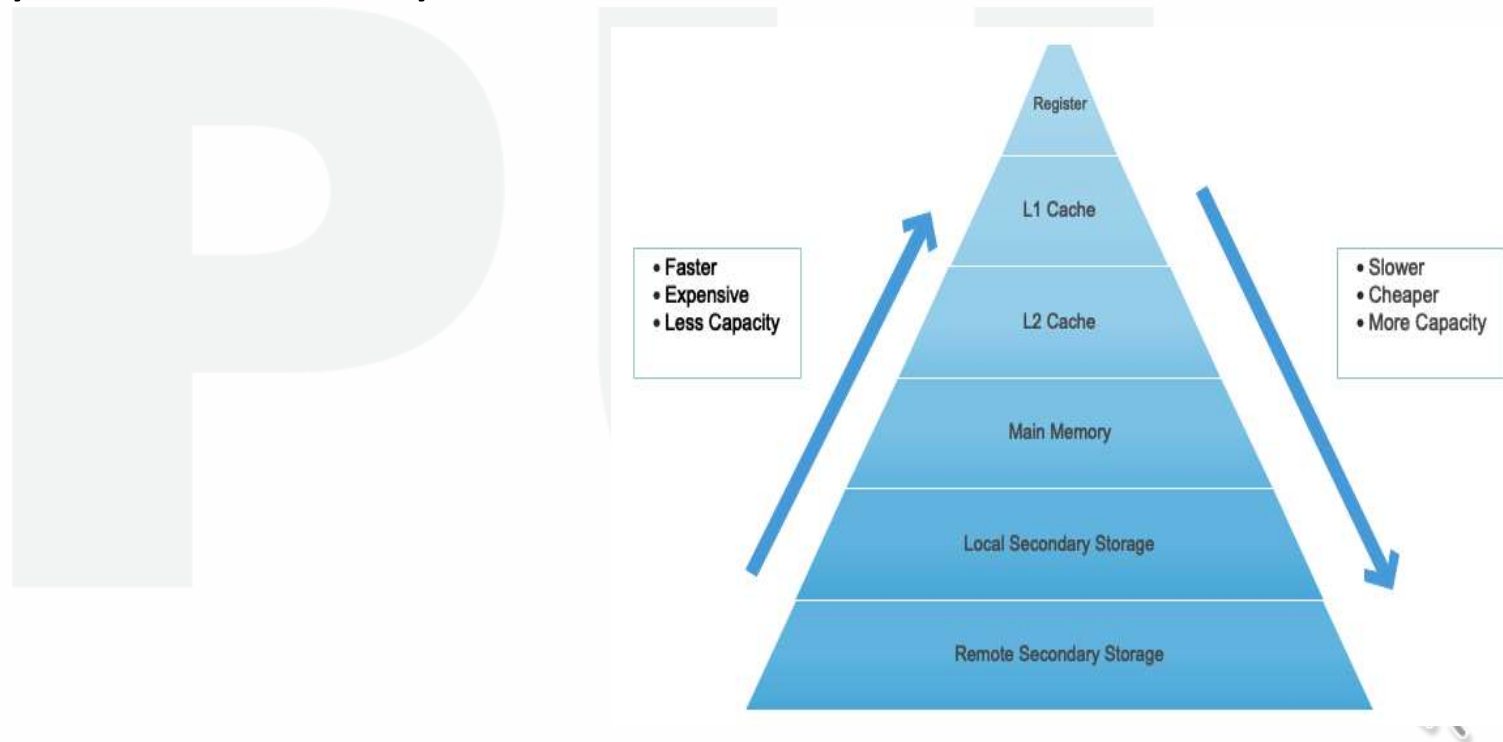 Register
L1 Cache
• Faster
• Expensive
• Less Capacity
• Slower
• Cheaper
• More Capacity
L2 Cache
Main Memory
Local Secondary Storage
Remote Secondary Storage